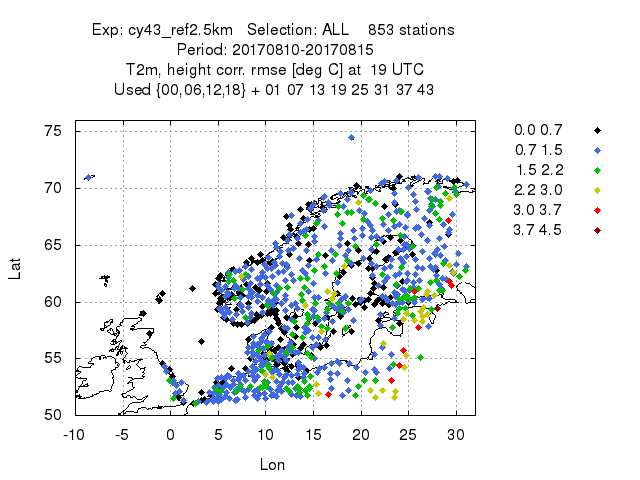 Exp: cy43_ref2.5km Selection: ALL 853 stations
Period: 20170810-20170815
T2m, height corr. rmse [deg C] at 19 UTC
Used {00,06,12,18} + 01 07 13 19 25 31 37 43
75
70
65
60
55
50
Lat
-10 -5 0 5 10 15 20 25 30
Lon
0.0 0.7
0.7 1.5
1.5 2.2
2.2 3.0
3.0 3.7
3.7 4.5